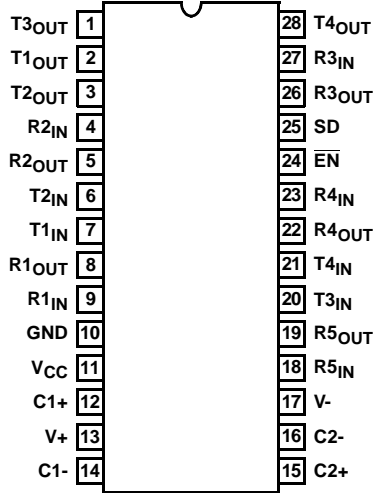 T3OUT 1 28 T4OUT
T1OUT 2 27 R3IN
T2OUT 3 26 R3OUT
R2IN 4 25 SD
R2OUT 5 24 E̅N̅
T2IN 6 23 R4IN
T1IN 7 22 R4OUT
R1OUT 8 21 T4IN
R1IN 9 20 T3IN
GND 10 19 R5OUT
VCC 11 18 R5IN
C1+ 12 17 V-
V+ 13 16 C2-
C1- 14 15 C2+